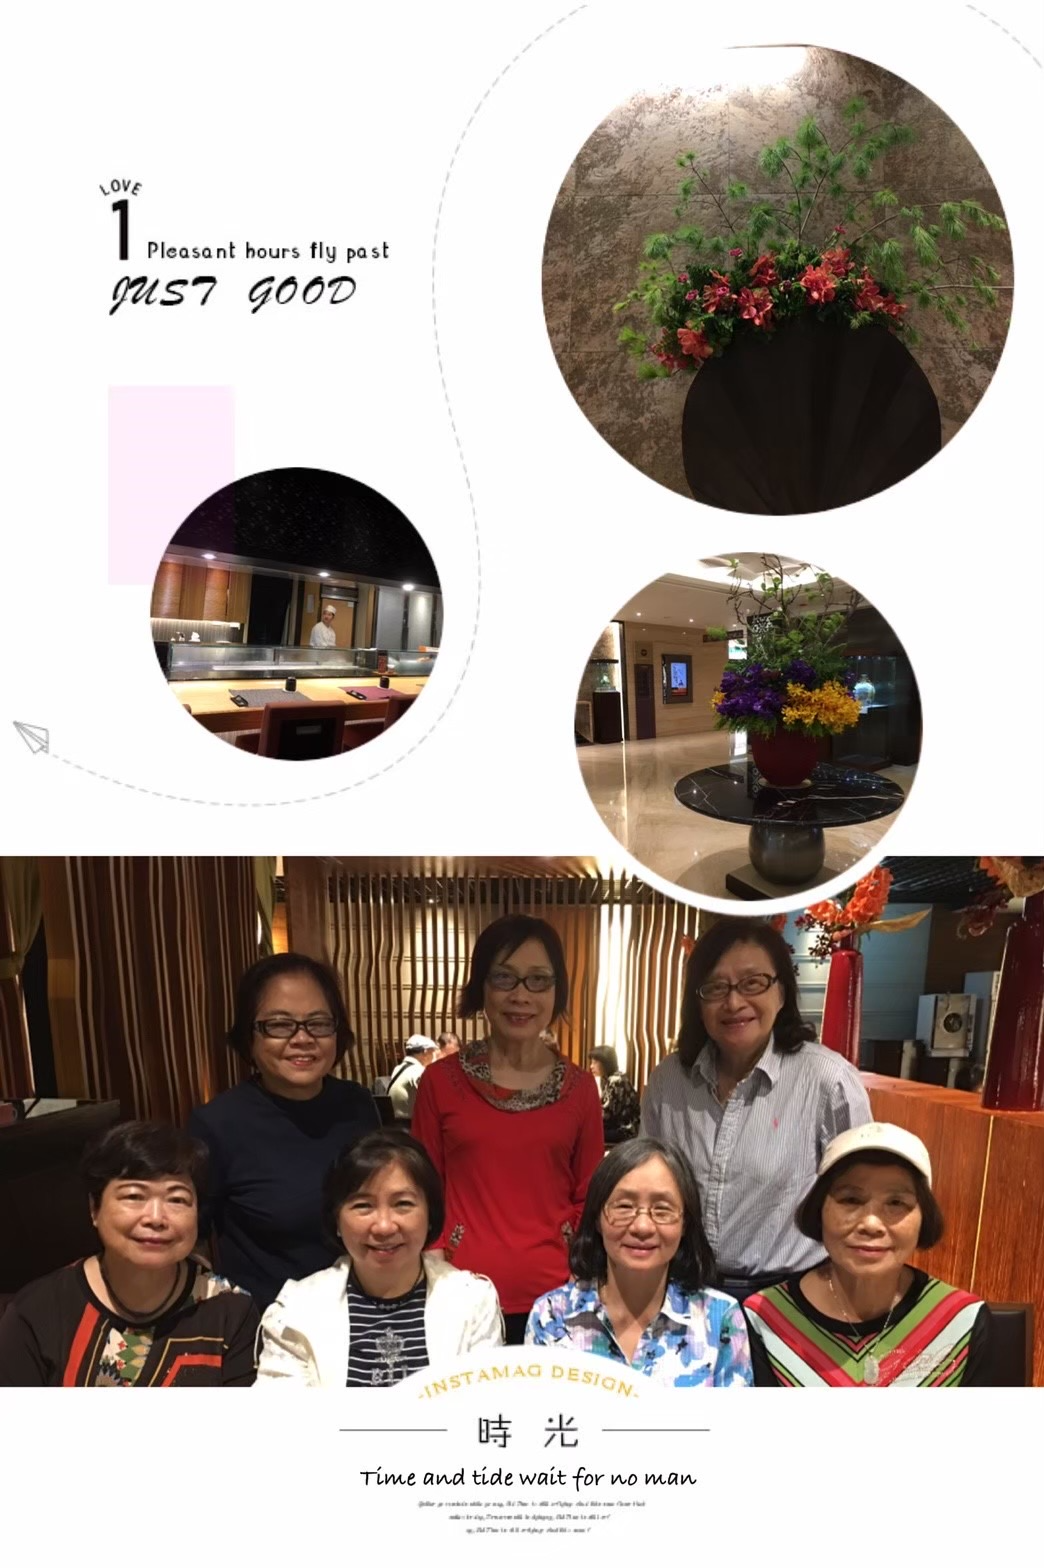 LOVE
1 Pleasant hours fly past
JUST GOOD
-INSTAMAG DESIGN-
時 光
Time and tide wait for no man